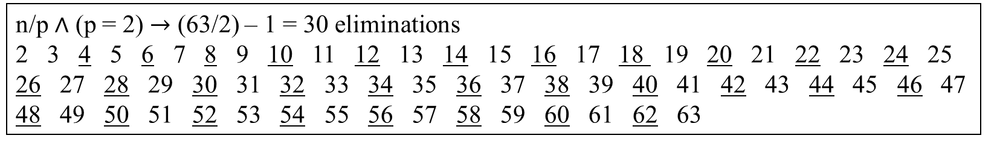 n/p ∧ (p = 2) → (63/2) – 1 = 30 eliminations
2 3 4 5 6 7 8 9 10 11 12 13 14 15 16 17 18 19 20 21 22 23 24 25
26 27 28 29 30 31 32 33 34 35 36 37 38 39 40 41 42 43 44 45 46 47
48 49 50 51 52 53 54 55 56 57 58 59 60 61 62 63